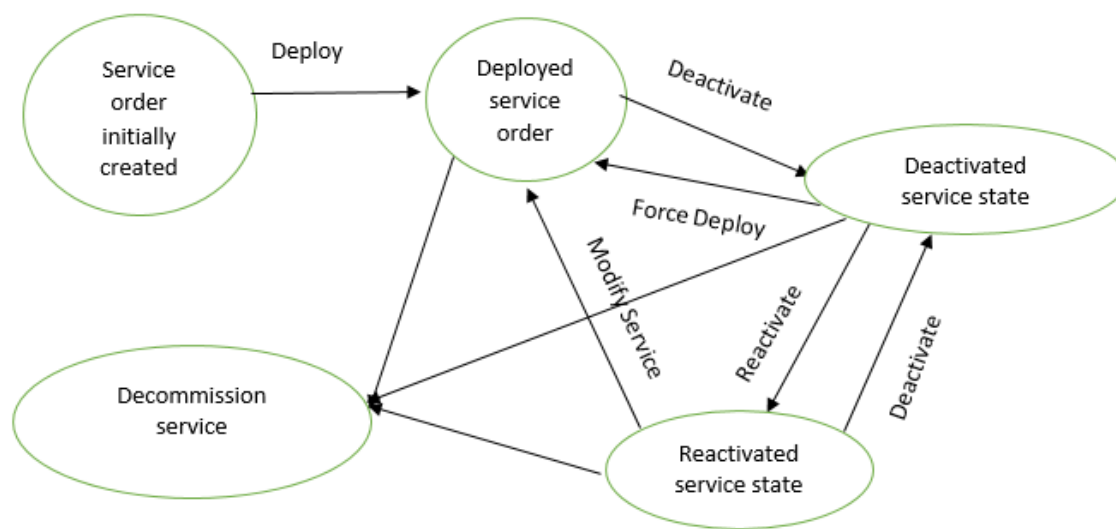 Service
order
initially
created
Deploy
Deployed
service
order
Deactivate
Deactivated
service state
Force Deploy
Modify Service
Reactivate
Deactivate
Decommission
service
Reactivated
service state